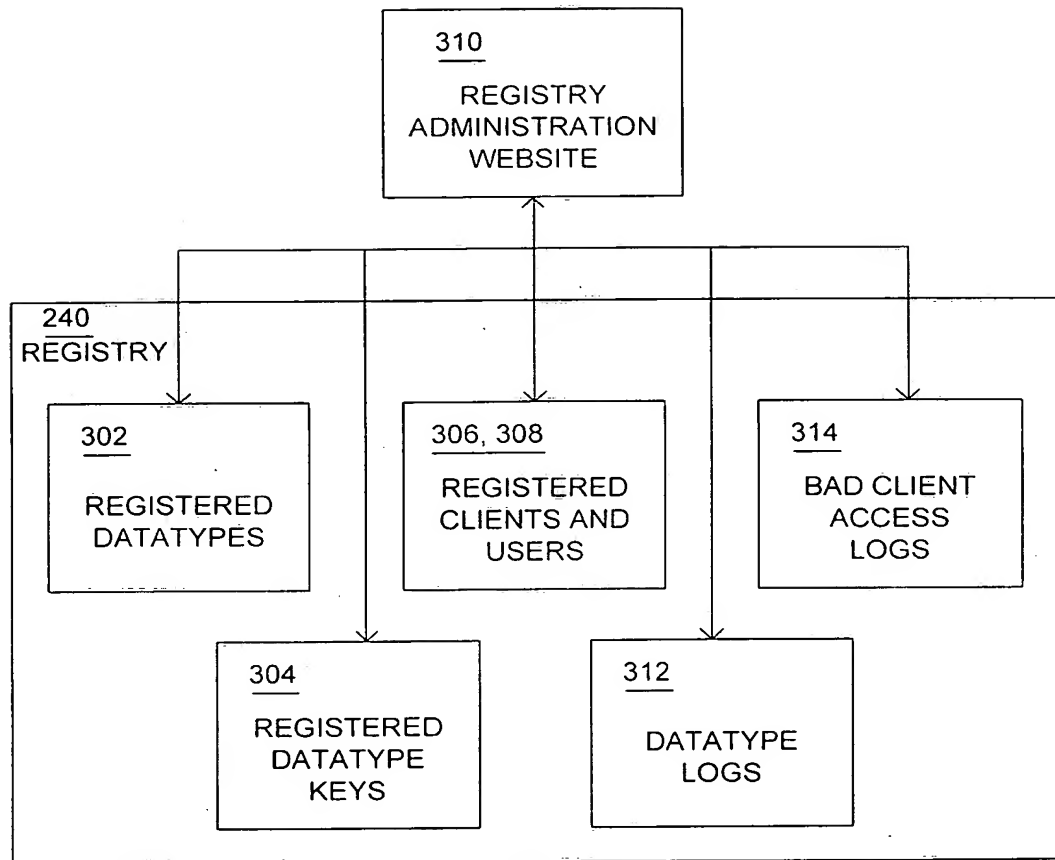 310
REGISTRY
ADMINISTRATION
WEBSITE
240
REGISTRY
302
REGISTERED
DATATYPES
306, 308
REGISTERED
CLIENTS AND
USERS
314
BAD CLIENT
ACCESS
LOGS
304
REGISTERED
DATATYPE
KEYS
312
DATATYPE
LOGS